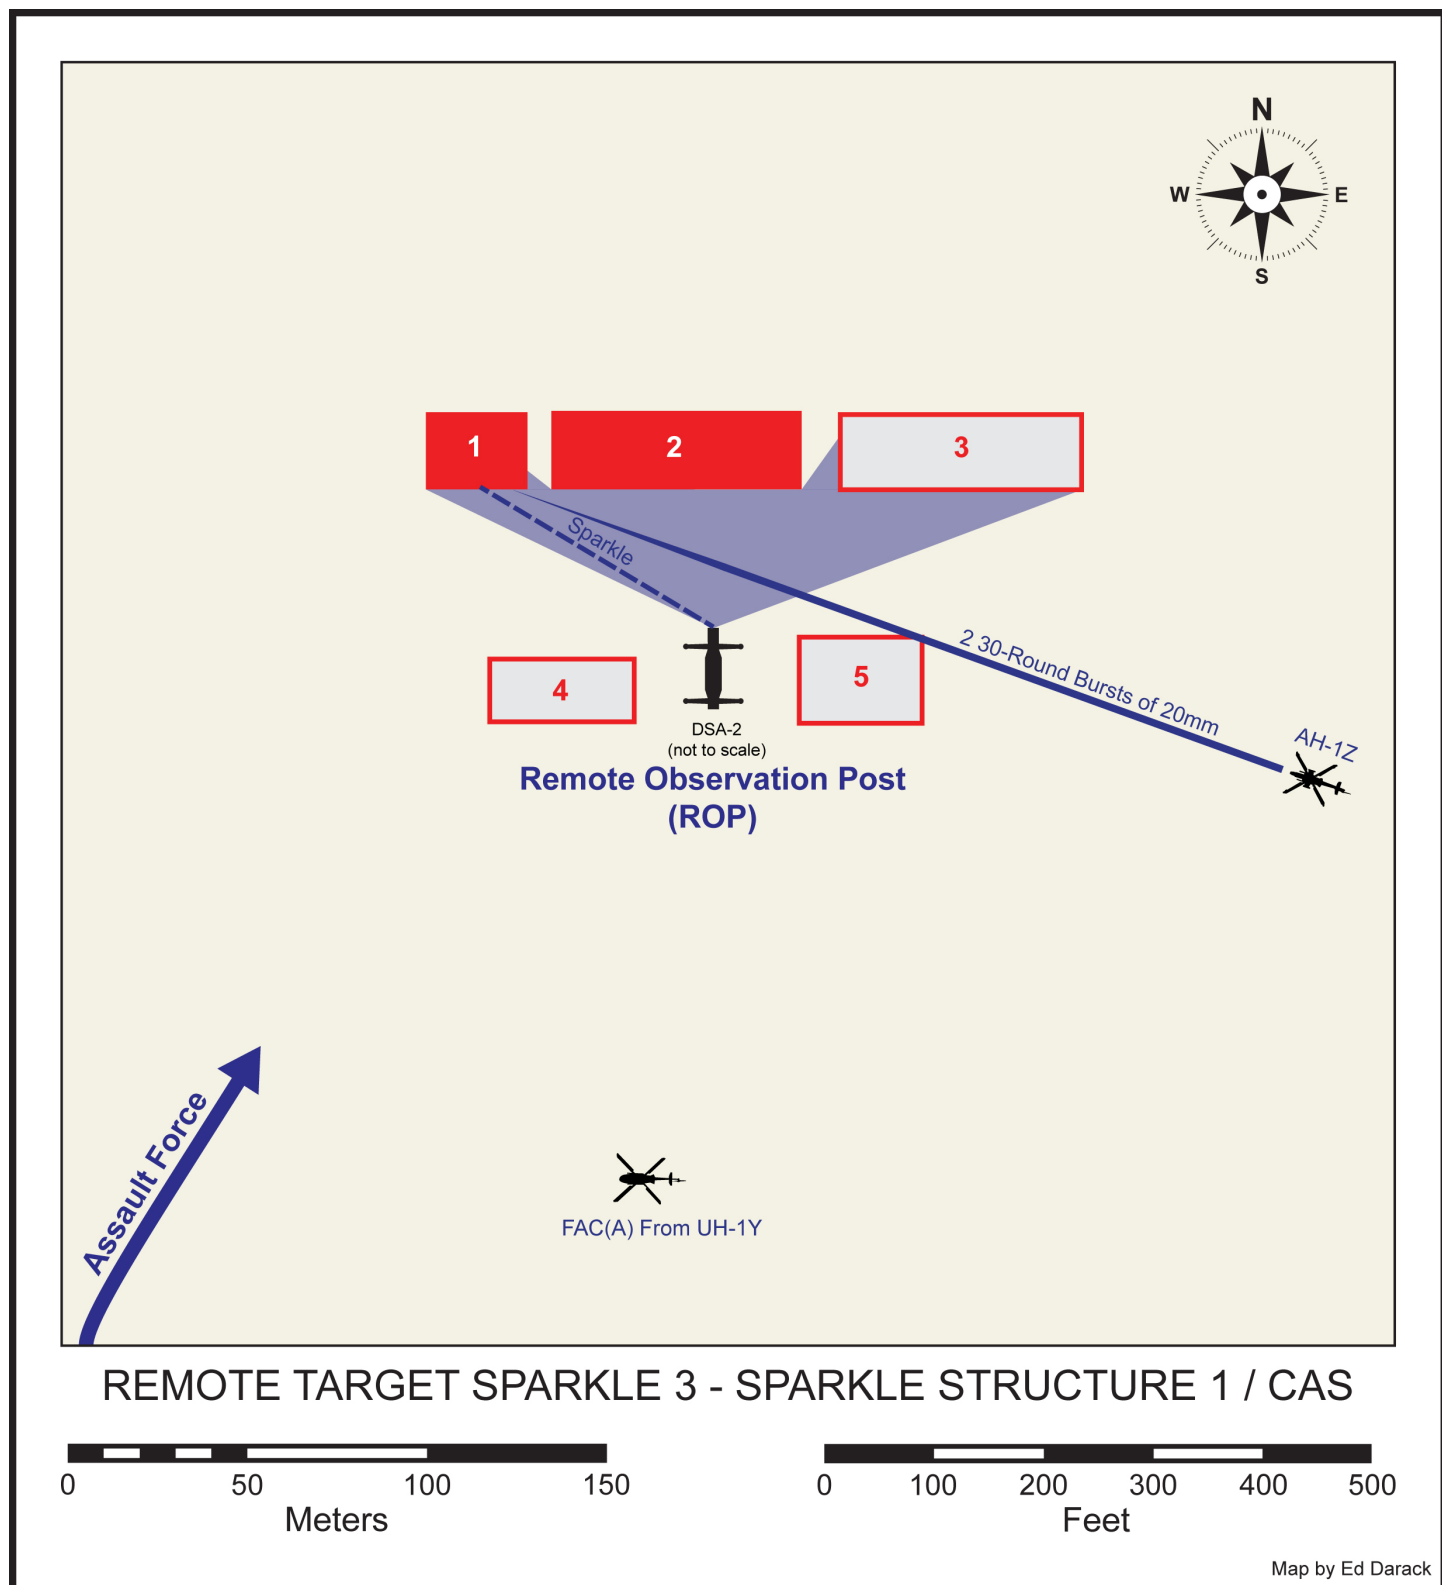 N
W
E
S
1
2
3
Sparkle
2 30-Round Bursts of 20mm
4
5
DSA-2
(not to scale)
Remote Observation Post
(ROP)
AH-1Z
Assault Force
FAC(A) From UH-1Y
REMOTE TARGET SPARKLE 3 - SPARKLE STRUCTURE 1 / CAS
0 50 100 150
Meters
0 100 200 300 400 500
Feet
Map by Ed Darack